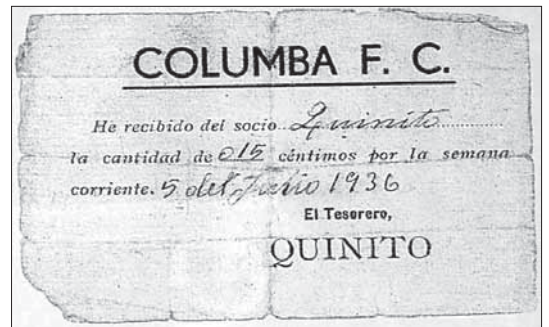 COLUMBA F. C.
He recibido del socio Quinito
la cantidad de 015 céntimos por la semana
corriente. 5 del Julio 1936
El Tesorero,
QUINITO